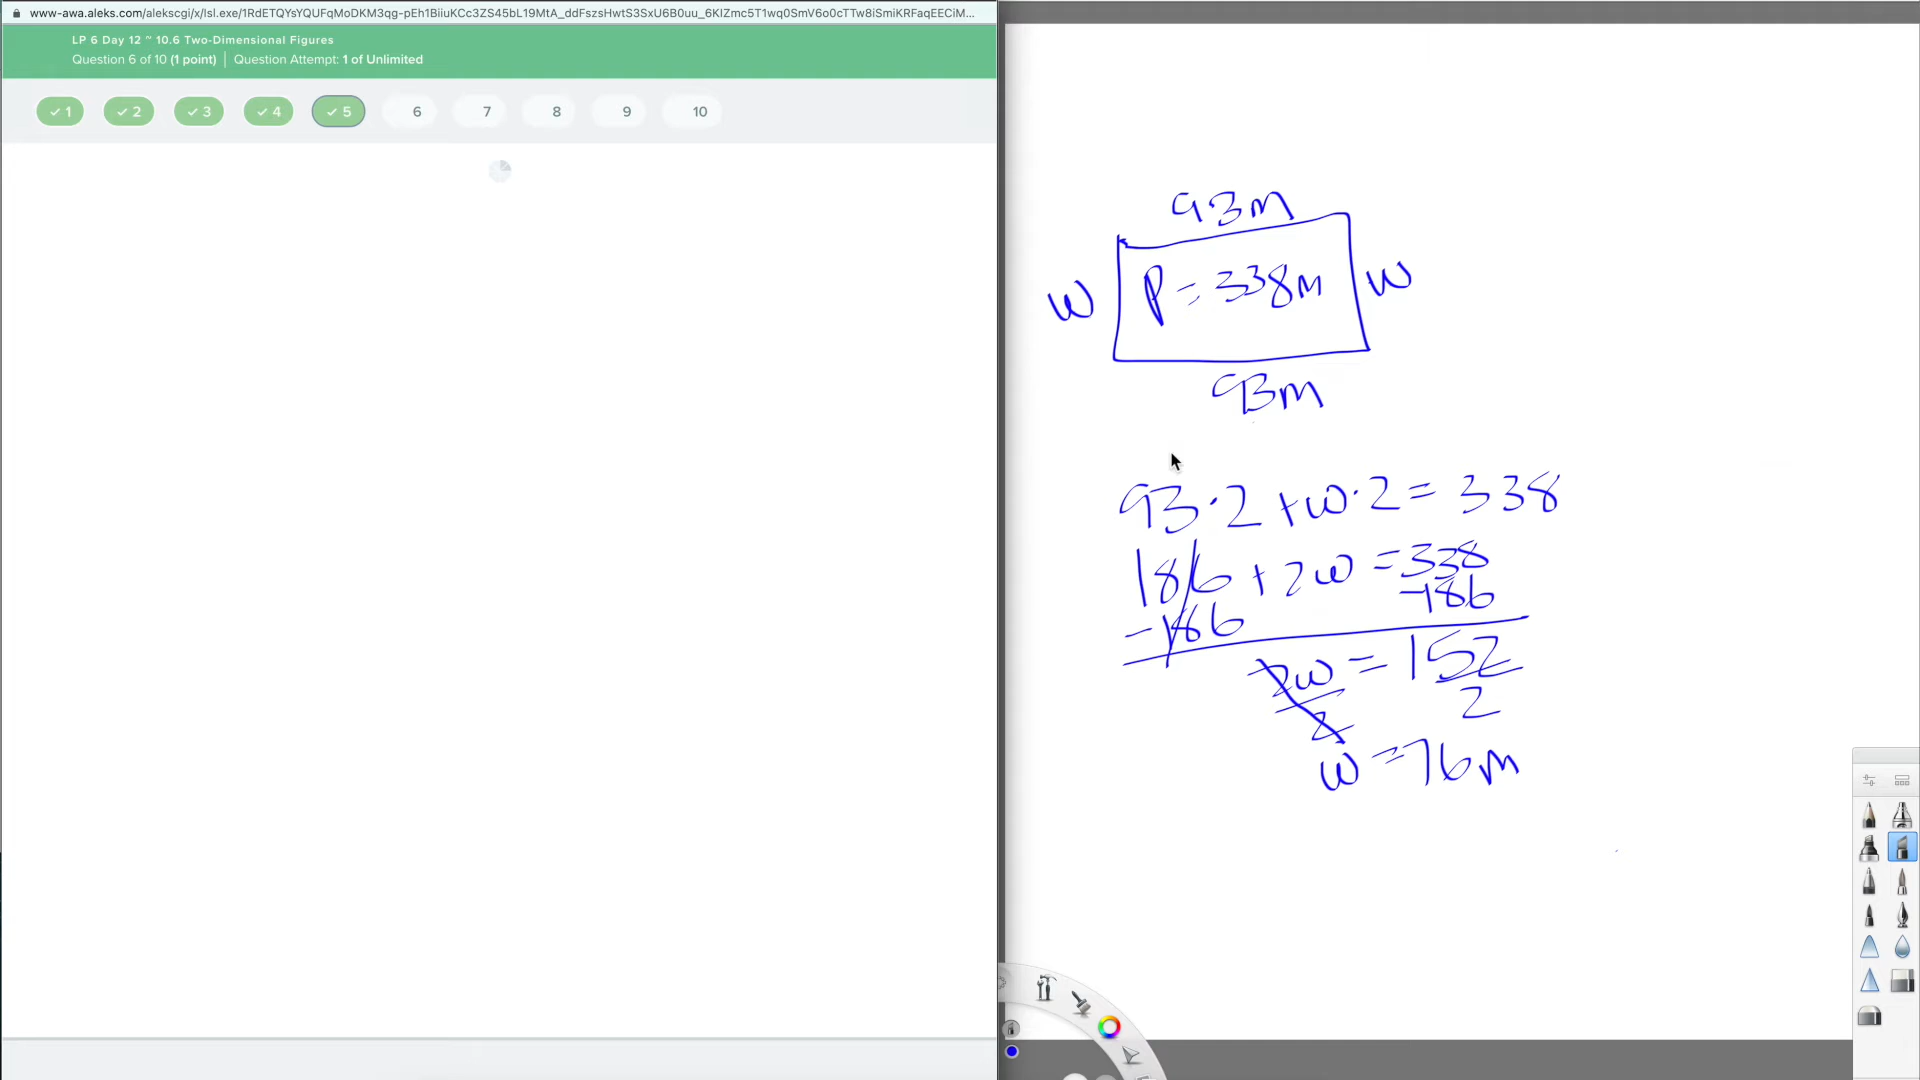 www-awa.aleks.com/alekscgi/x/lsl.exe/1RdETQYsYQUFqMoDKM3qg-pEh1BiiuKCc3ZS45bL19MtA_ddFszsHwtS3SxU6B0uu_6KIZmc5T1wq0SmV6o0cTTw8iSmiKRFaqEECiM...
LP 6 Day 12 ~ 10.6 Two-Dimensional Figures
Question 6 of 10 (1 point) | Question Attempt: 1 of Unlimited
✓ 1 ✓ 2 ✓ 3 ✓ 4 ✓ 5 6 7 8 9 10
93m
w P = 338m w
93m
93 · 2 + w · 2 = 338
186 + 2w = 338
-186 -186
2w = 152
2 2
w = 76m